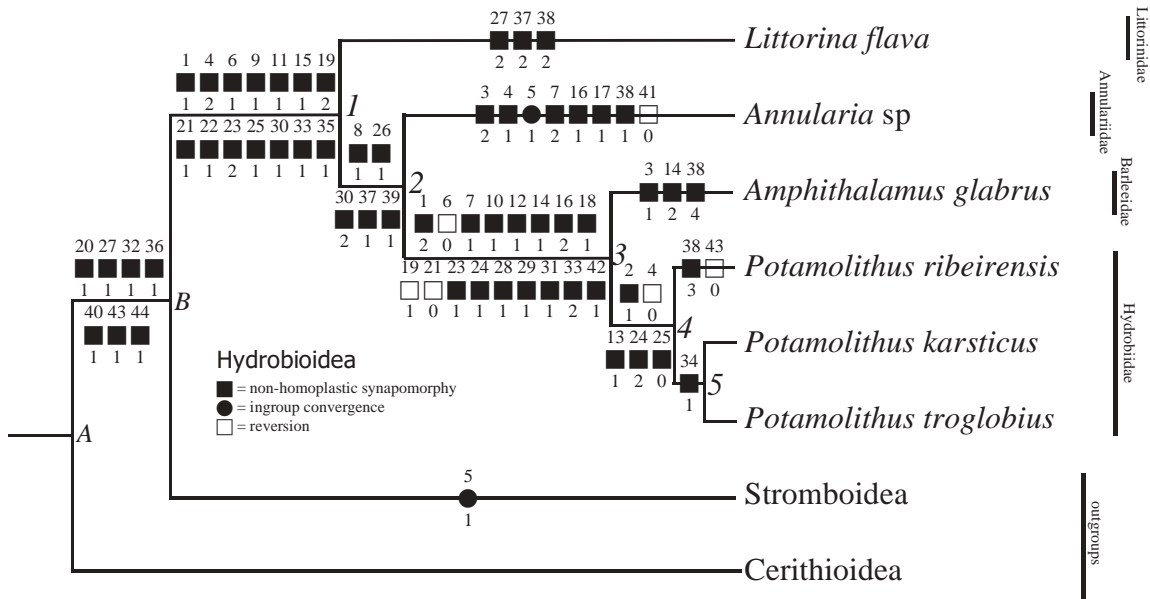 27 37 38
2 2 2
Littorina flava
Littorinidae
1 4 6 9 11 15 19
1 2 1 1 1 1 2
1
21 22 23 25 30 33 35
1 1 2 1 1 1 1
3 4 5 7 16 17 38 41
2 1 1 2 1 1 1 0
Annularia sp
Annulariidae
8 26
1 1
2
30 37 39
2 1 1
3 14 38
1 2 4
Amphithalamus glabrus
Barleeidae
1 6 7 10 12 14 16 18
2 0 1 1 1 1 2 1
3
19 21 23 24 28 29 31 33 42
1 0 1 1 1 1 1 2 1
20 27 32 36
1 1 1 1
B
40 43 44
1 1 1
38 43
3 0
Potamolithus ribeirensis
2 4
1 0
4
13 24 25
1 2 0
Potamolithus karsticus
Hydrobiidae
34
1
5
Potamolithus troglobius
Hydrobioidea
= non-homoplastic synapomorphy
= ingroup convergence
= reversion
A
5
1
Stromboidea
outgroups
Cerithioidea